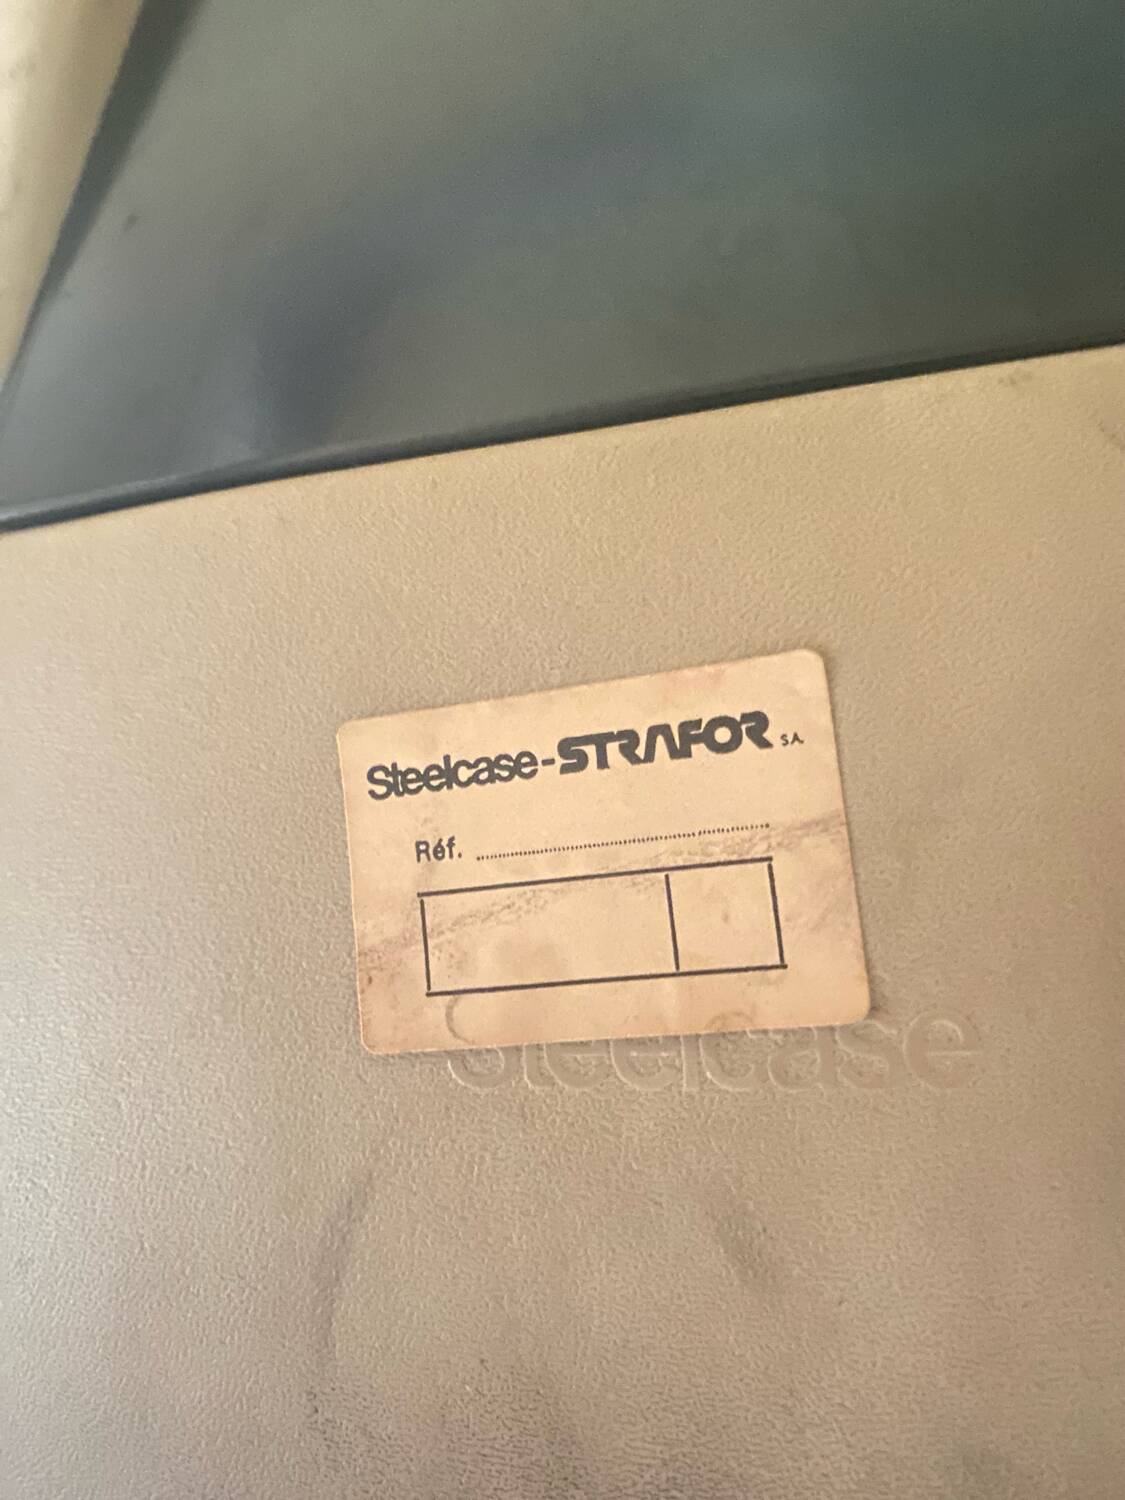 Steelcase-STRAFOR S.A.
Réf. ........................................
Steelcase